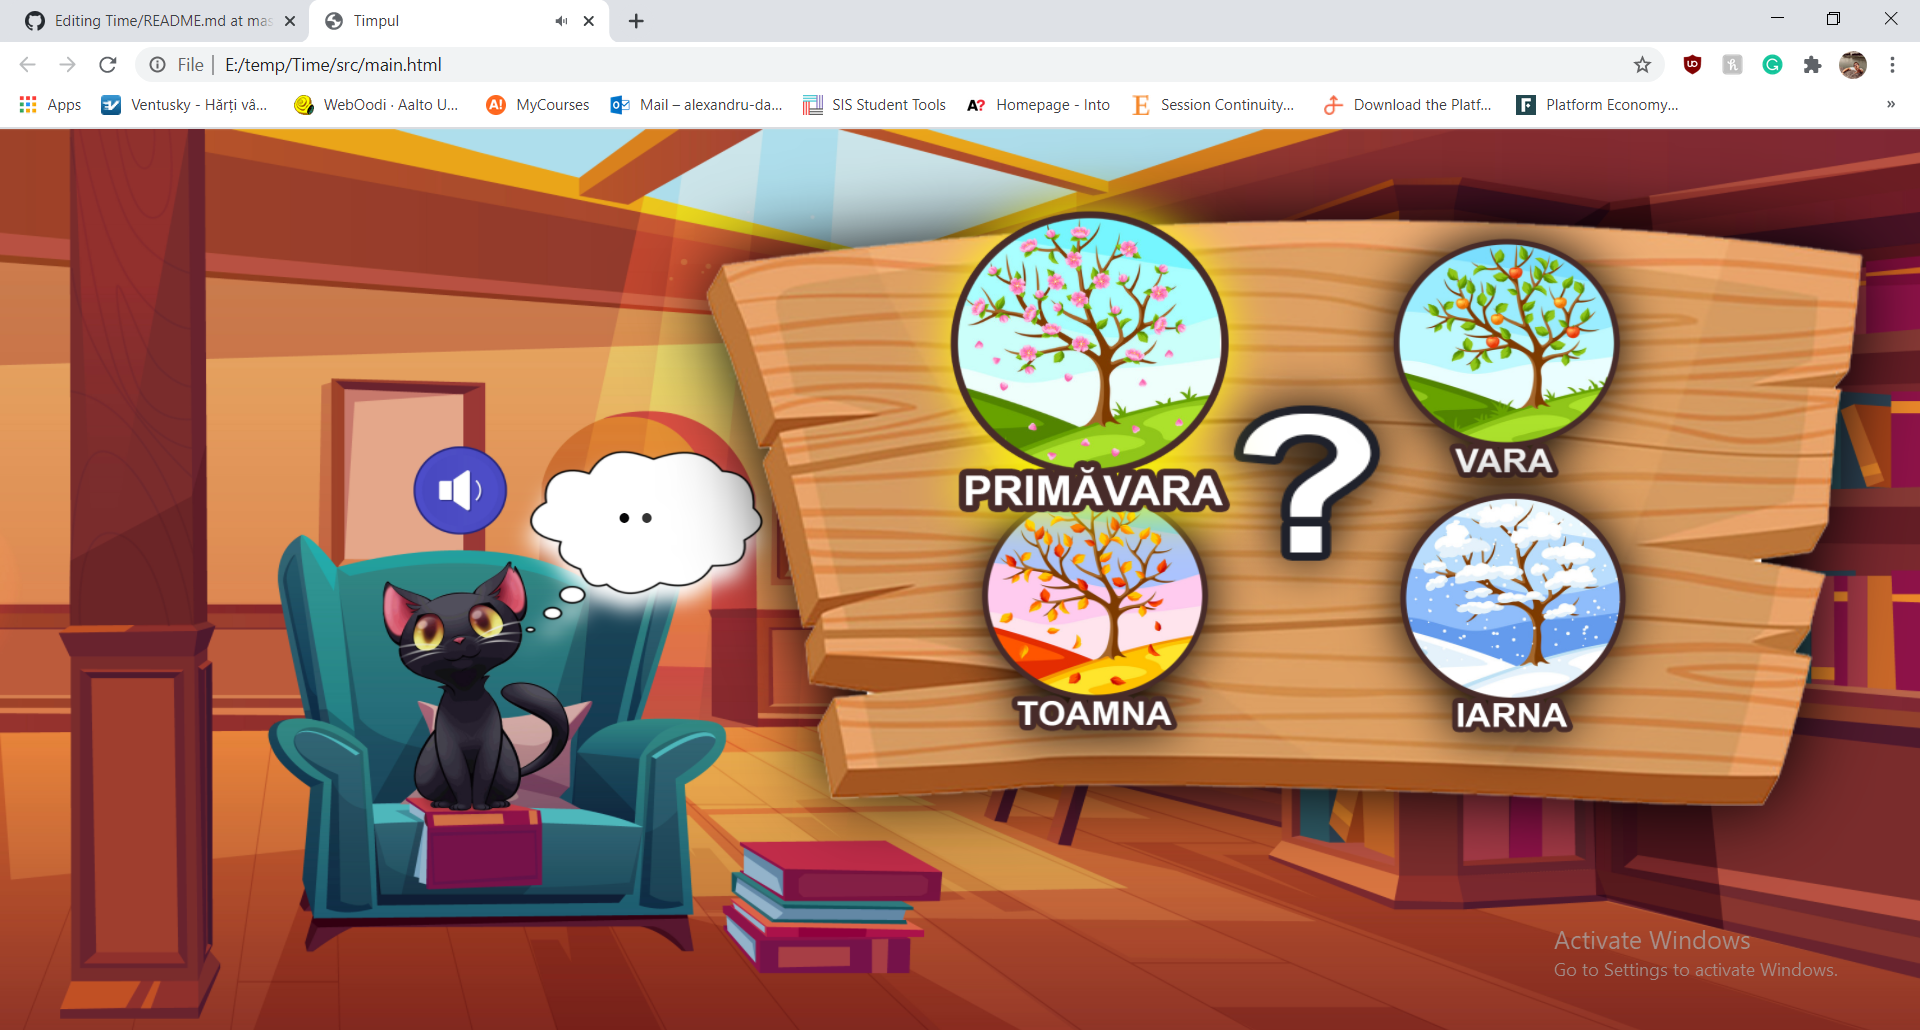 Editing Time/README.md at mas
Timpul
File | E:/temp/Time/src/main.html
Apps
Ventusky - Hărți vâ...
WebOodi · Aalto U...
MyCourses
Mail – alexandru-da...
SIS Student Tools
Homepage - Into
Session Continuity...
Download the Platf...
Platform Economy...
»
PRIMĂVARA
VARA
?
TOAMNA
IARNA
Activate Windows
Go to Settings to activate Windows.